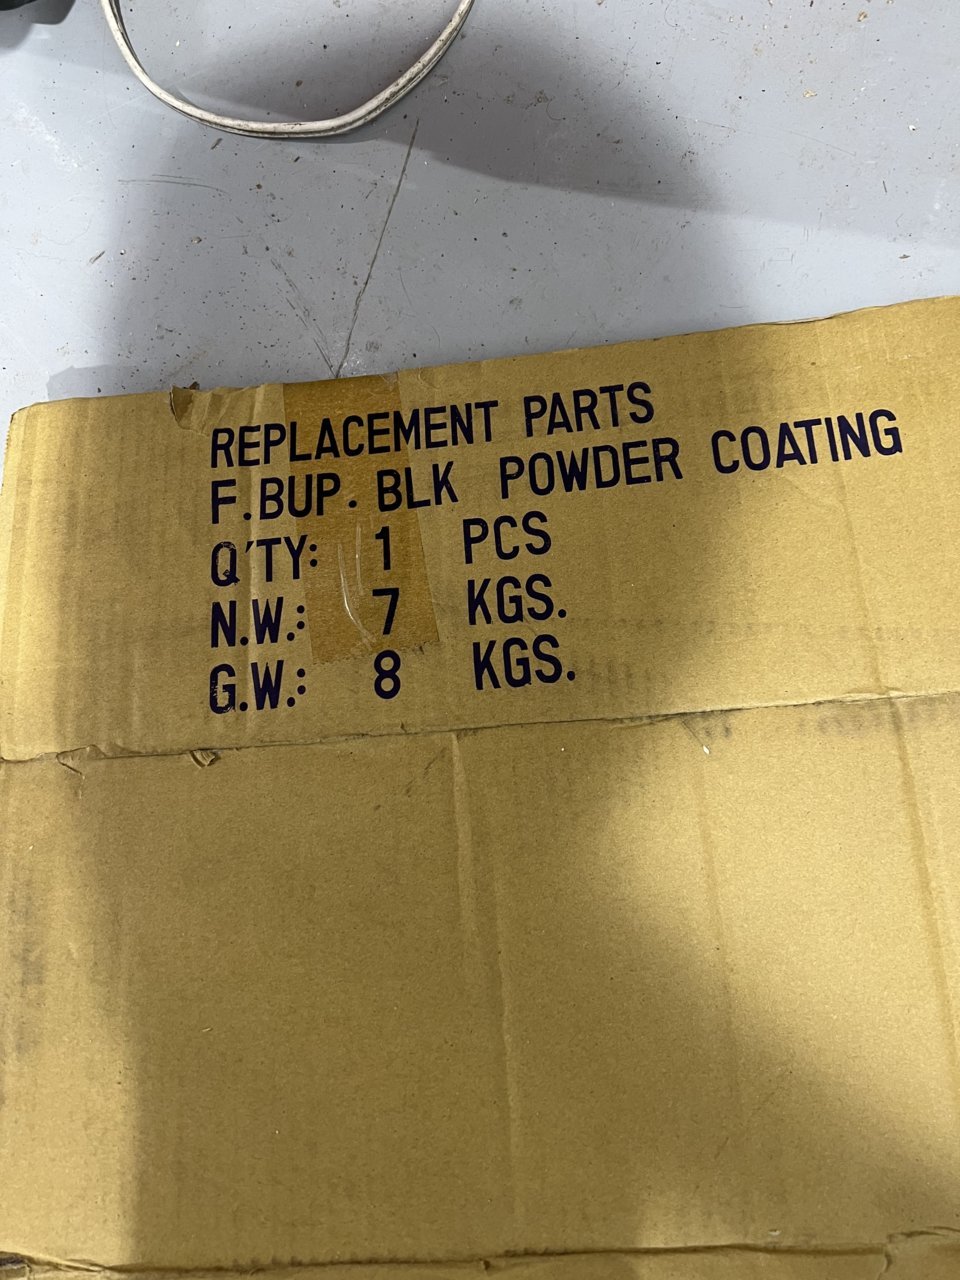 REPLACEMENT PARTS
F.BUP. BLK POWDER COATING
Q'TY: 1 PCS
N.W.: 7 KGS.
G.W.: 8 KGS.